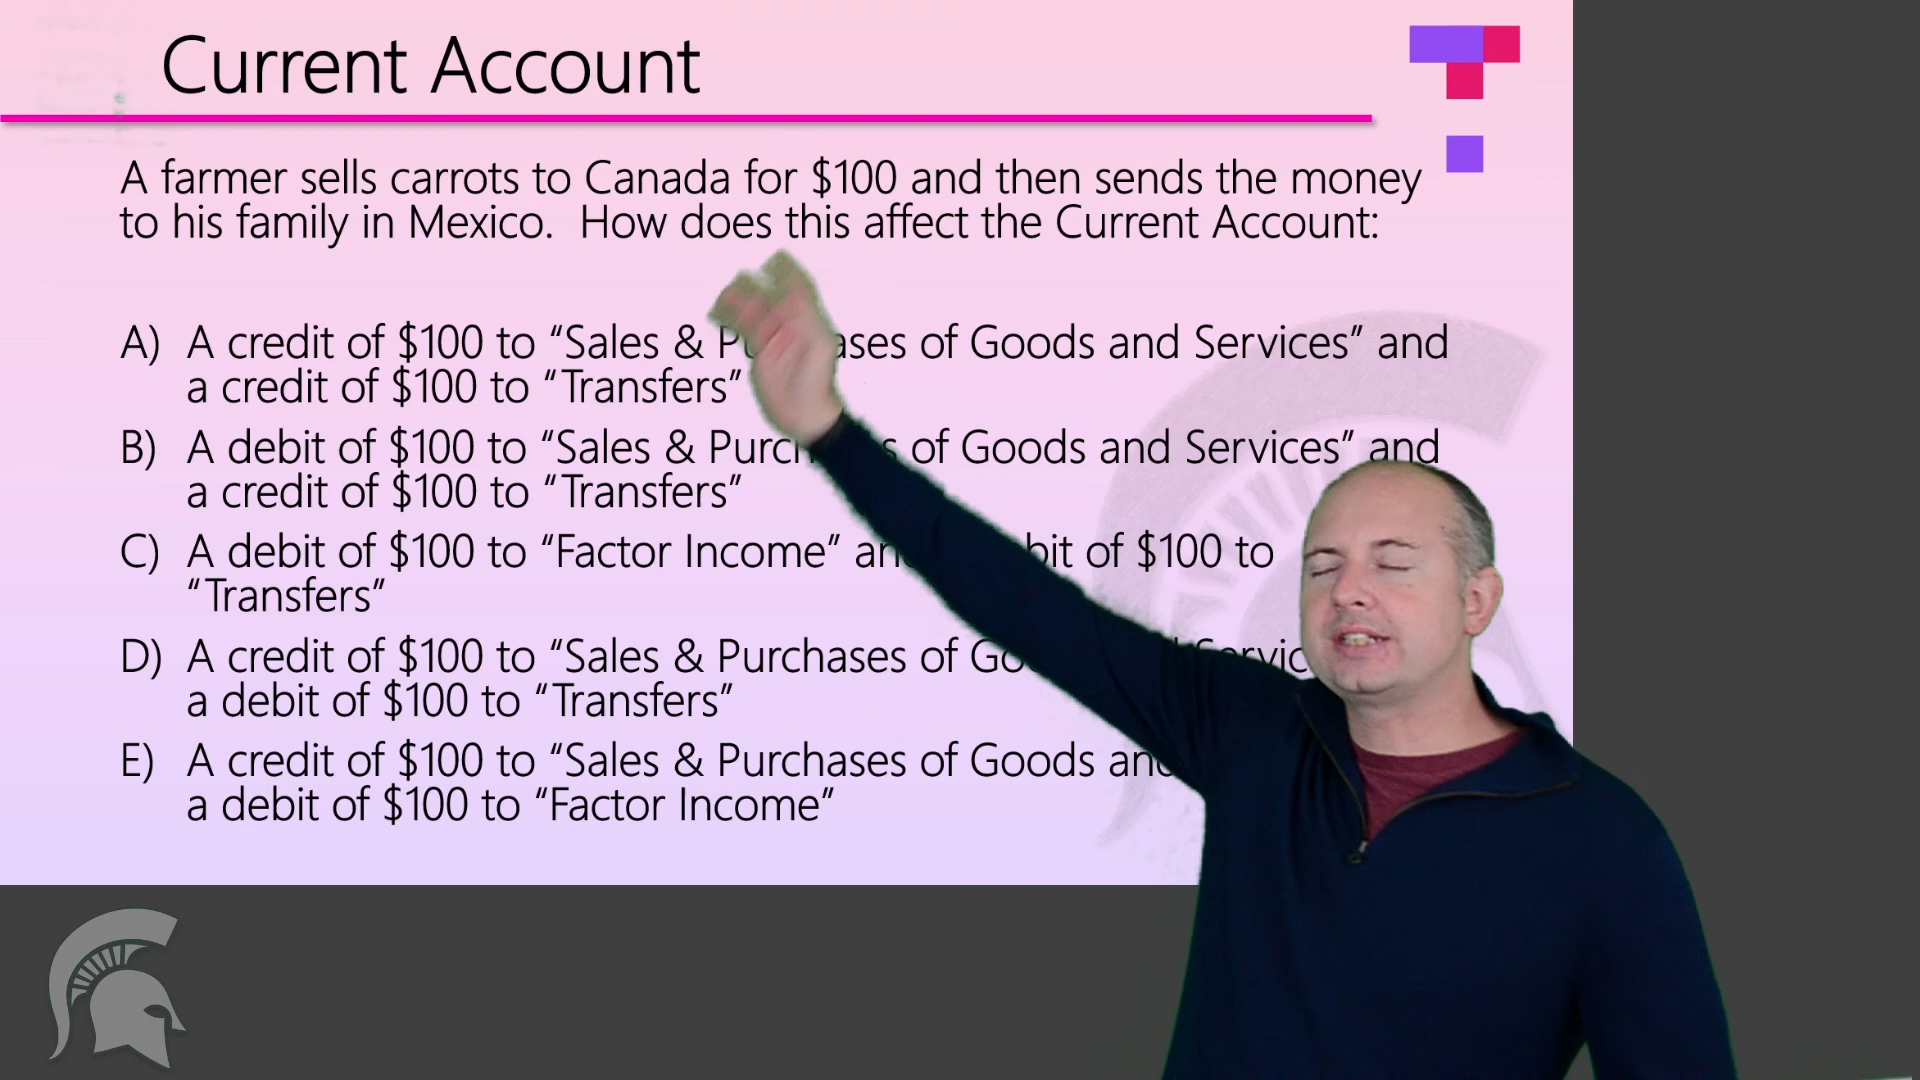 Current Account
A farmer sells carrots to Canada for $100 and then sends the money
to his family in Mexico. How does this affect the Current Account:
A) A credit of $100 to “Sales & of Goods and Services” and
a credit of $100 to “Transfers”
B) A debit of $100 to “Sales & of Goods and Services” and
a credit of $100 to “Transfers”
C) A debit of $100 to “Factor Income” of $100 to
“Transfers”
D) A credit of $100 to “Sales & Purchases of
a debit of $100 to “Transfers”
E) A credit of $100 to “Sales & Purchases of Goods
a debit of $100 to “Factor Income”